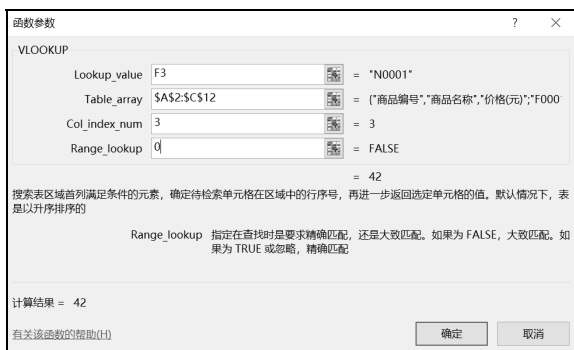 函数参数 ? ×
VLOOKUP
Lookup_value F3 = "N0001"
Table_array $A$2:$C$12 = {"商品编号","商品名称","价格(元)";"F000
Col_index_num 3 = 3
Range_lookup 0 = FALSE
= 42
搜索表区域首列满足条件的元素，确定待检索单元格在区域中的行序号，再进一步返回选定单元格的值。默认情况下，表
是以升序排序的
Range_lookup 指定在查找时是要求精确匹配，还是大致匹配。如果为 FALSE，大致匹配。如
果为 TRUE 或忽略，精确匹配
计算结果 = 42
有关该函数的帮助(H) 确定 取消